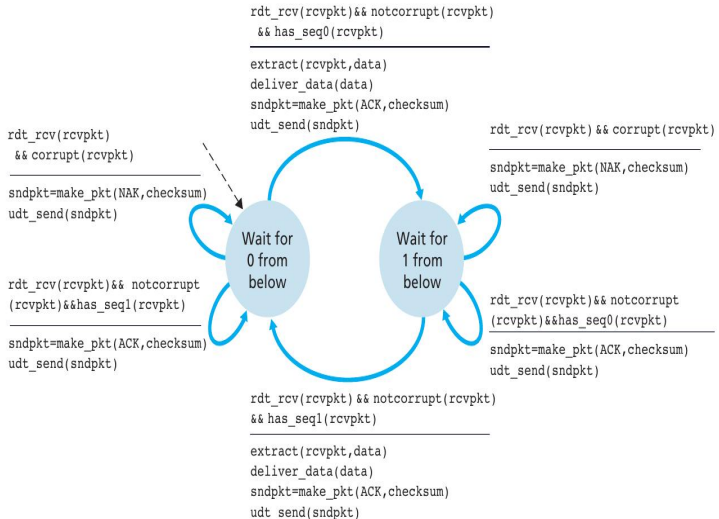 rdt_rcv(rcvpkt)&& notcorrupt(rcvpkt)
&& has_seq0(rcvpkt)
extract(rcvpkt,data)
deliver_data(data)
sndpkt=make_pkt(ACK,checksum)
udt_send(sndpkt)
rdt_rcv(rcvpkt)
&& corrupt(rcvpkt)
sndpkt=make_pkt(NAK,checksum)
udt_send(sndpkt)
rdt_rcv(rcvpkt) && corrupt(rcvpkt)
sndpkt=make_pkt(NAK,checksum)
udt_send(sndpkt)
Wait for
0 from
below
Wait for
1 from
below
rdt_rcv(rcvpkt)&& notcorrupt
(rcvpkt)&&has_seq1(rcvpkt)
sndpkt=make_pkt(ACK,checksum)
udt_send(sndpkt)
rdt_rcv(rcvpkt)&& notcorrupt
(rcvpkt)&&has_seq0(rcvpkt)
sndpkt=make_pkt(ACK,checksum)
udt_send(sndpkt)
rdt_rcv(rcvpkt) && notcorrupt(rcvpkt)
&& has_seq1(rcvpkt)
extract(rcvpkt,data)
deliver_data(data)
sndpkt=make_pkt(ACK,checksum)
udt_send(sndpkt)